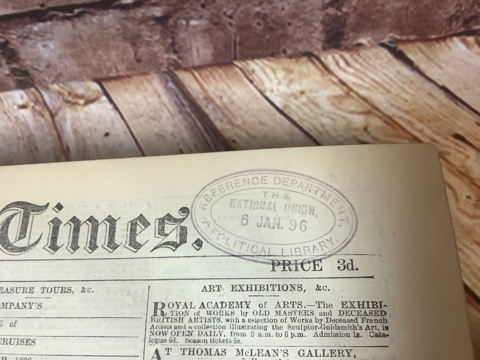 Times.
REFERENCE DEPARTMENT,
THE
NATIONAL UNION,
6 JAN. 96
POLITICAL LIBRARY.
PRICE 3d.
EASURE TOURS, &c.
OMPANY'S
E of
RUISES
ART EXHIBITIONS, &c.
ROYAL ACADEMY of ARTS.—The EXHIBI-
TION of WORKS by OLD MASTERS and DECEASED
BRITISH ARTISTS, with a selection of Works by Deceased French
Artists and a collection illustrating the Sculptor-Goldsmith's Art, is
NOW OPEN DAILY, from 9 a.m. to 6 p.m. Admission 1s. Cata-
logue 6d. Season tickets 5s.
AT THOMAS McLEAN'S GALLERY,